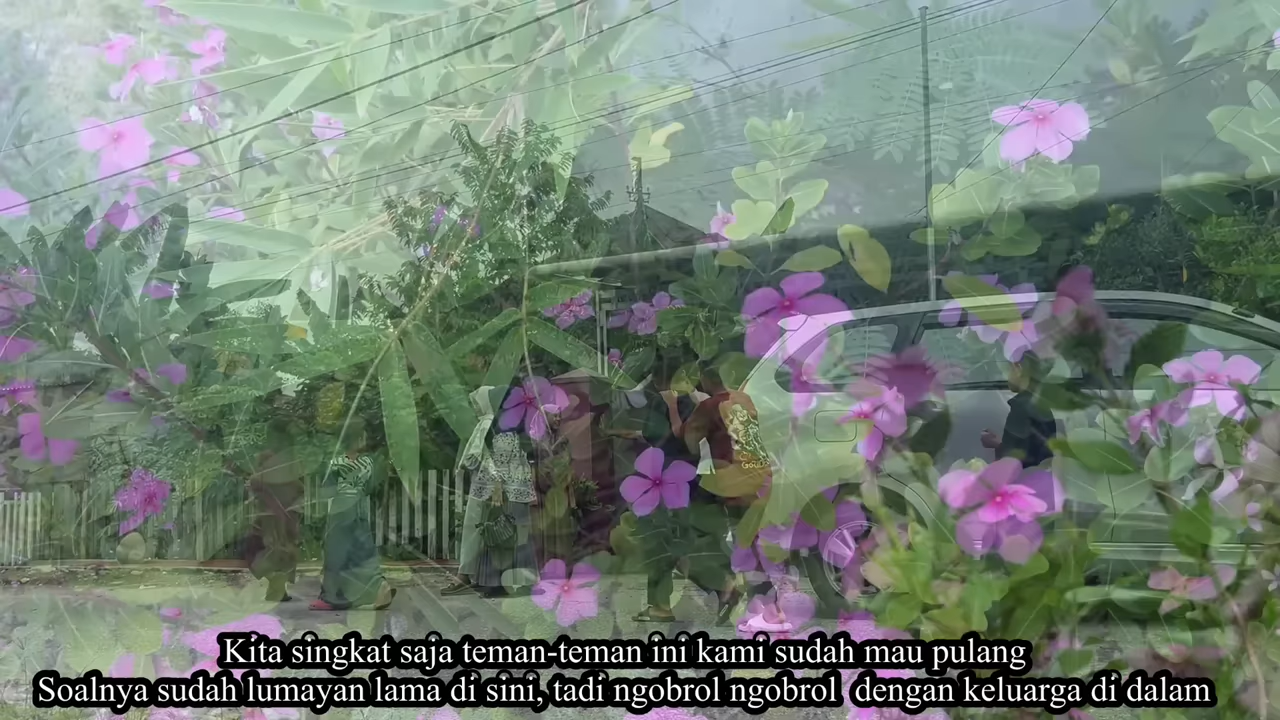 Kita singkat saja teman-teman ini kami sudah mau pulang
Soalnya sudah lumayan lama di sini, tadi ngobrol ngobrol  dengan keluarga di dalam